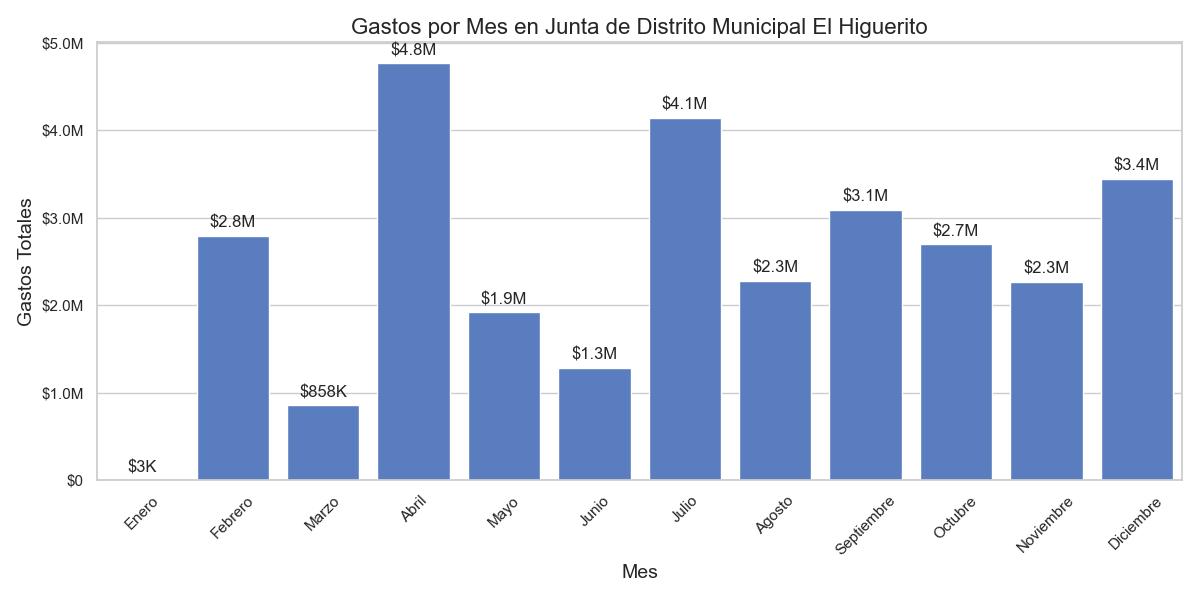 Gastos por Mes en Junta de Distrito Municipal El Higuerito
Gastos Totales
$5.0M
$4.0M
$3.0M
$2.0M
$1.0M
$0
$3K
$2.8M
$858K
$4.8M
$1.9M
$1.3M
$4.1M
$2.3M
$3.1M
$2.7M
$2.3M
$3.4M
Enero
Febrero
Marzo
Abril
Mayo
Junio
Julio
Agosto
Septiembre
Octubre
Noviembre
Diciembre
Mes